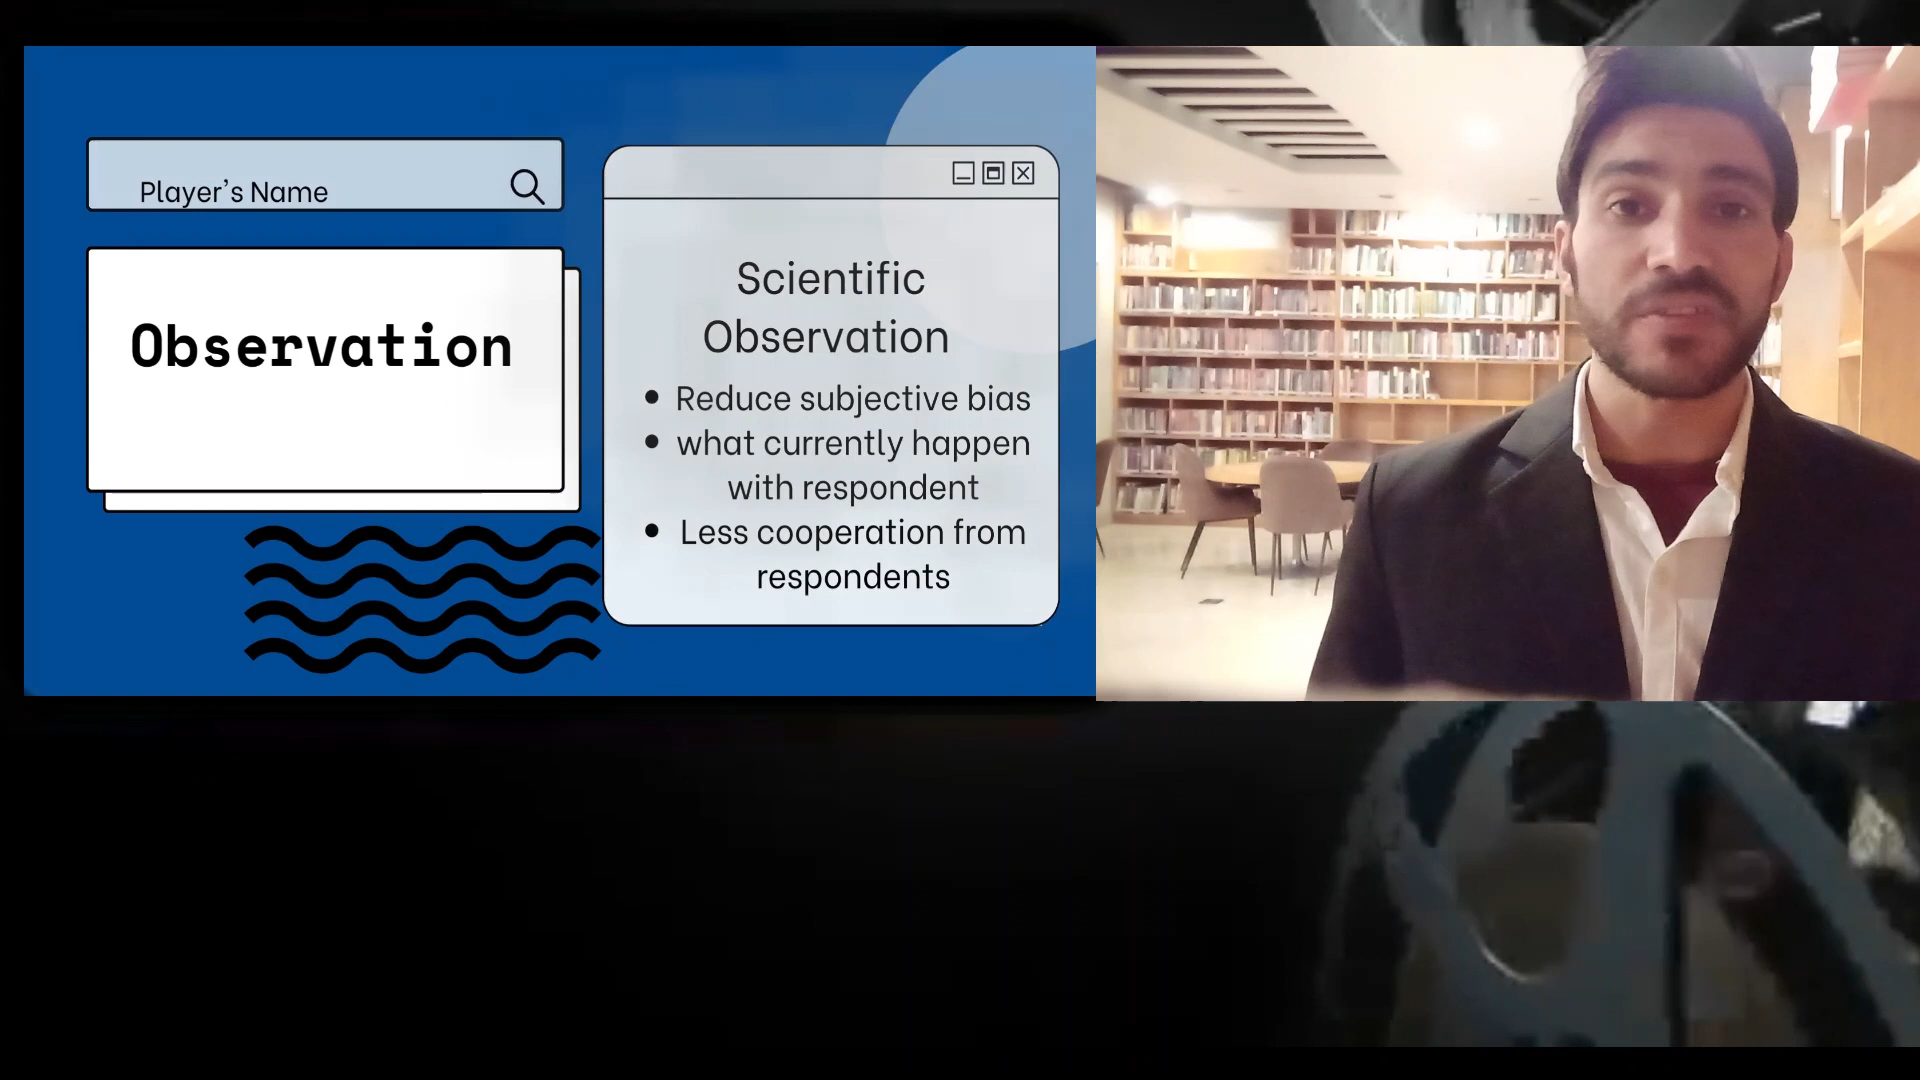 Player's Name
Observation
Scientific
Observation
• Reduce subjective bias
• what currently happen
with respondent
• Less cooperation from
respondents